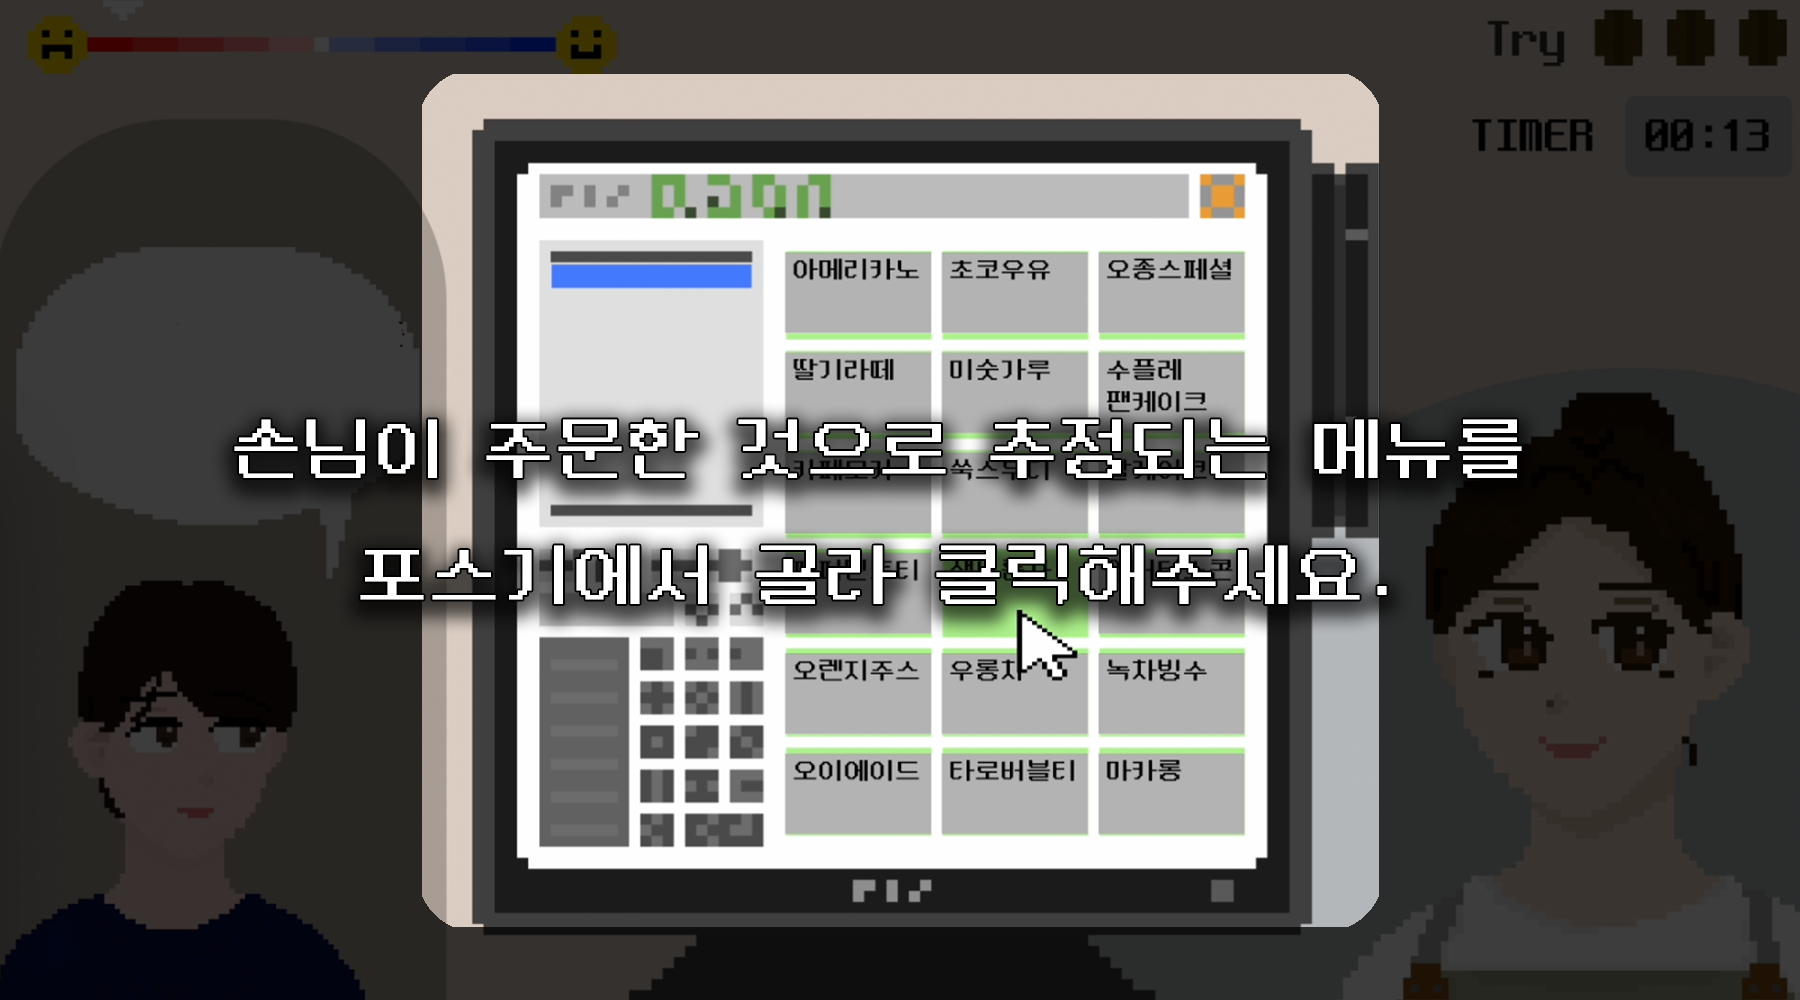 Try
TIMER 00:13
아메리카노 초코우유 오종스페셜
딸기라떼 미숫가루 수플레
팬케이크
손님이 주문한 것으로 추정되는 메뉴를
포스기에서 골라 클릭해주세요.
오렌지주스 우롱차 녹차빙수
오이에이드 타로버블티 마카롱